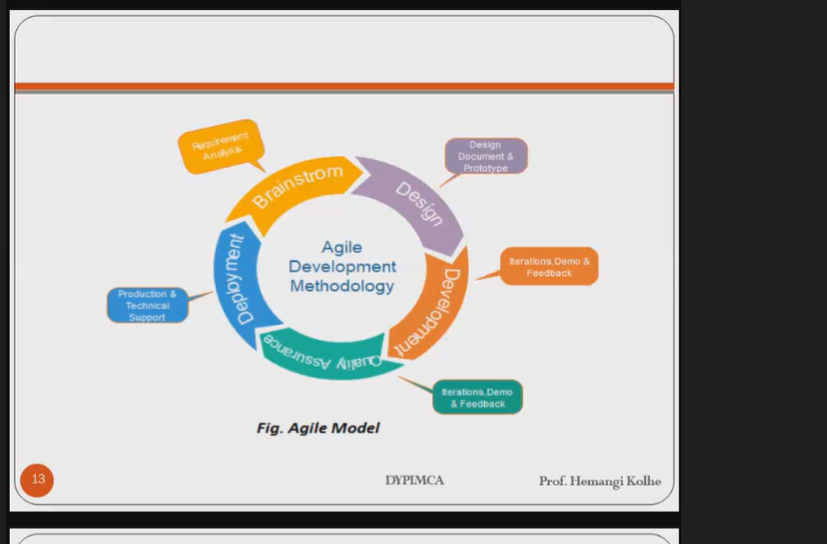 Requirement
Analysis
Brainstrom
Design
Document &
Prototype
Design
Iterations,Demo &
Feedback
Development
Iterations,Demo
& Feedback
Quality Assurance
Production &
Technical
Support
Deployment
Agile
Development
Methodology
Fig. Agile Model
13
DYPIMCA
Prof. Hemangi Kolhe